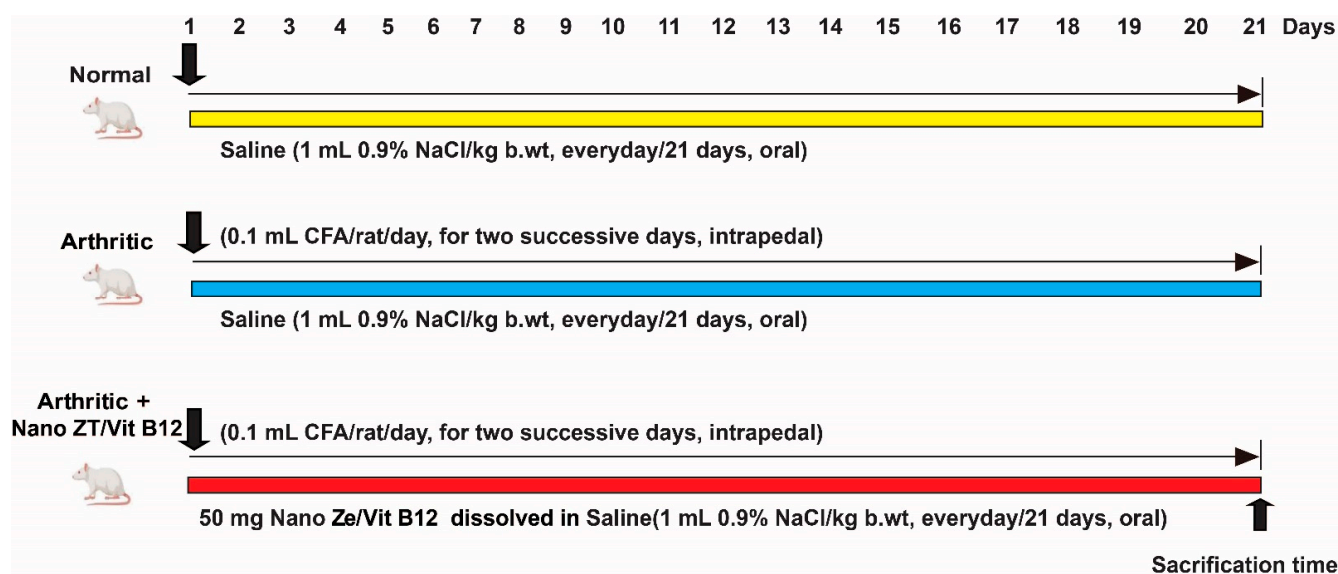 1 2 3 4 5 6 7 8 9 10 11 12 13 14 15 16 17 18 19 20 21 Days
Normal
Saline (1 mL 0.9% NaCl/kg b.wt, everyday/21 days, oral)
Arthritic
(0.1 mL CFA/rat/day, for two successive days, intrapedal)
Saline (1 mL 0.9% NaCl/kg b.wt, everyday/21 days, oral)
Arthritic +
Nano ZT/Vit B12
(0.1 mL CFA/rat/day, for two successive days, intrapedal)
50 mg Nano Ze/Vit B12 dissolved in Saline(1 mL 0.9% NaCl/kg b.wt, everyday/21 days, oral)
Sacrification time